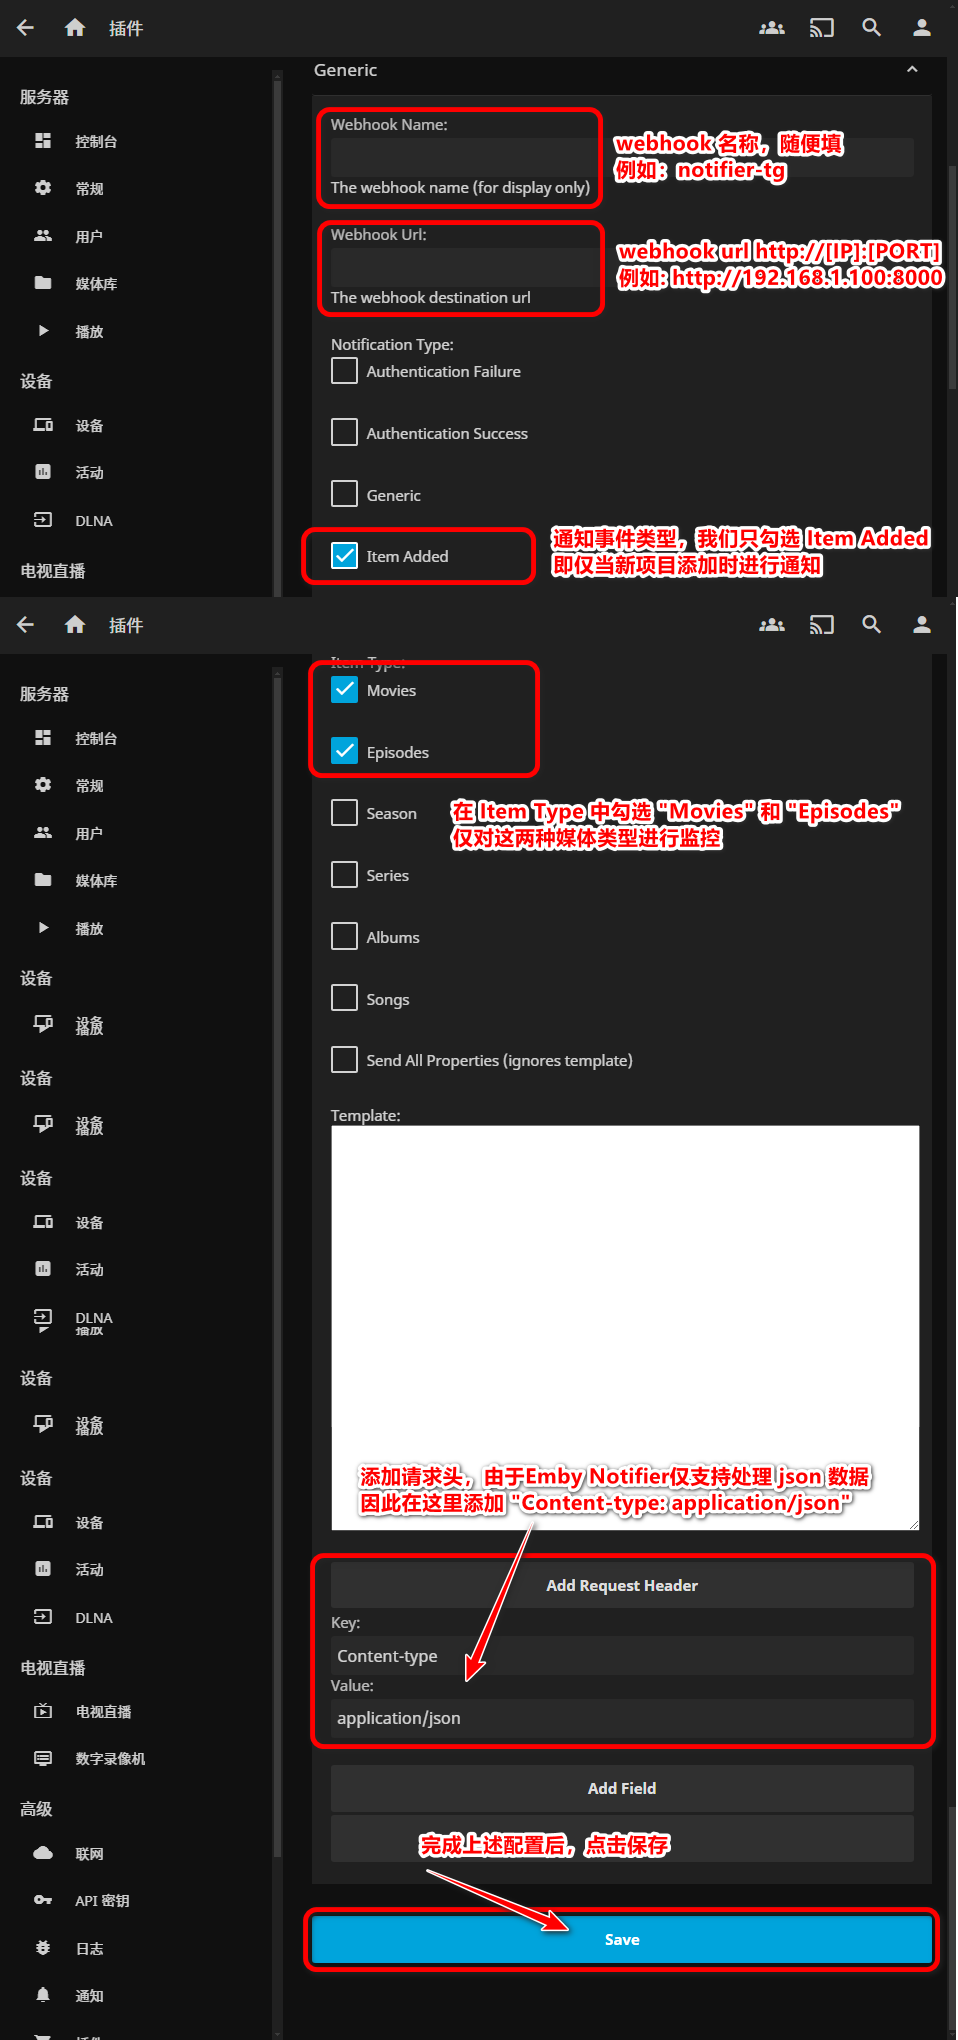 插件
服务器
控制台
常规
用户
媒体库
播放
设备
设备
活动
DLNA
电视直播
Generic
Webhook Name:
The webhook name (for display only)
webhook 名称，随便填
例如：notifier-tg
Webhook Url:
The webhook destination url
webhook url http://[IP]:[PORT]
例如: http://192.168.1.100:8000
Notification Type:
Authentication Failure
Authentication Success
Generic
Item Added
通知事件类型，我们只勾选 Item Added
即仅当新项目添加时进行通知
插件
服务器
控制台
常规
用户
媒体库
播放
设备
设备
播放
设备
设备
播放
设备
设备
活动
DLNA
播放
设备
设备
播放
设备
设备
活动
DLNA
电视直播
电视直播
数字录像机
高级
联网
API 密钥
日志
通知
插件
Item Type:
Movies
Episodes
Season
在 Item Type 中勾选 "Movies" 和 "Episodes"
仅对这两种媒体类型进行监控
Series
Albums
Songs
Send All Properties (ignores template)
Template:
添加请求头，由于Emby Notifier仅支持处理 json 数据
因此在这里添加 "Content-type: application/json"
Add Request Header
Key:
Content-type
Value:
application/json
Add Field
完成上述配置后，点击保存
Save